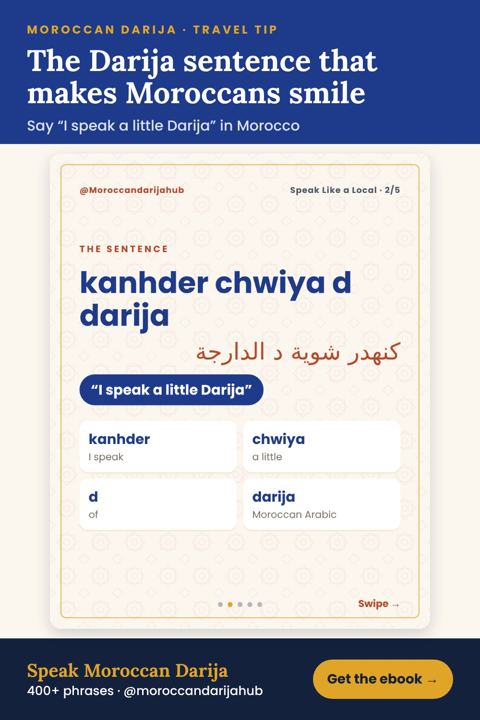 MOROCCAN DARIJA · TRAVEL TIP
The Darija sentence that
makes Moroccans smile
Say “I speak a little Darija” in Morocco
@Moroccandarijahub
Speak Like a Local · 2/5
THE SENTENCE
kanhder chwiya d
darija
كنهدر شوية د الدارجة
“I speak a little Darija”
kanhder
I speak
chwiya
a little
d
of
darija
Moroccan Arabic
Swipe →
Speak Moroccan Darija
400+ phrases · @moroccandarijahub
Get the ebook →